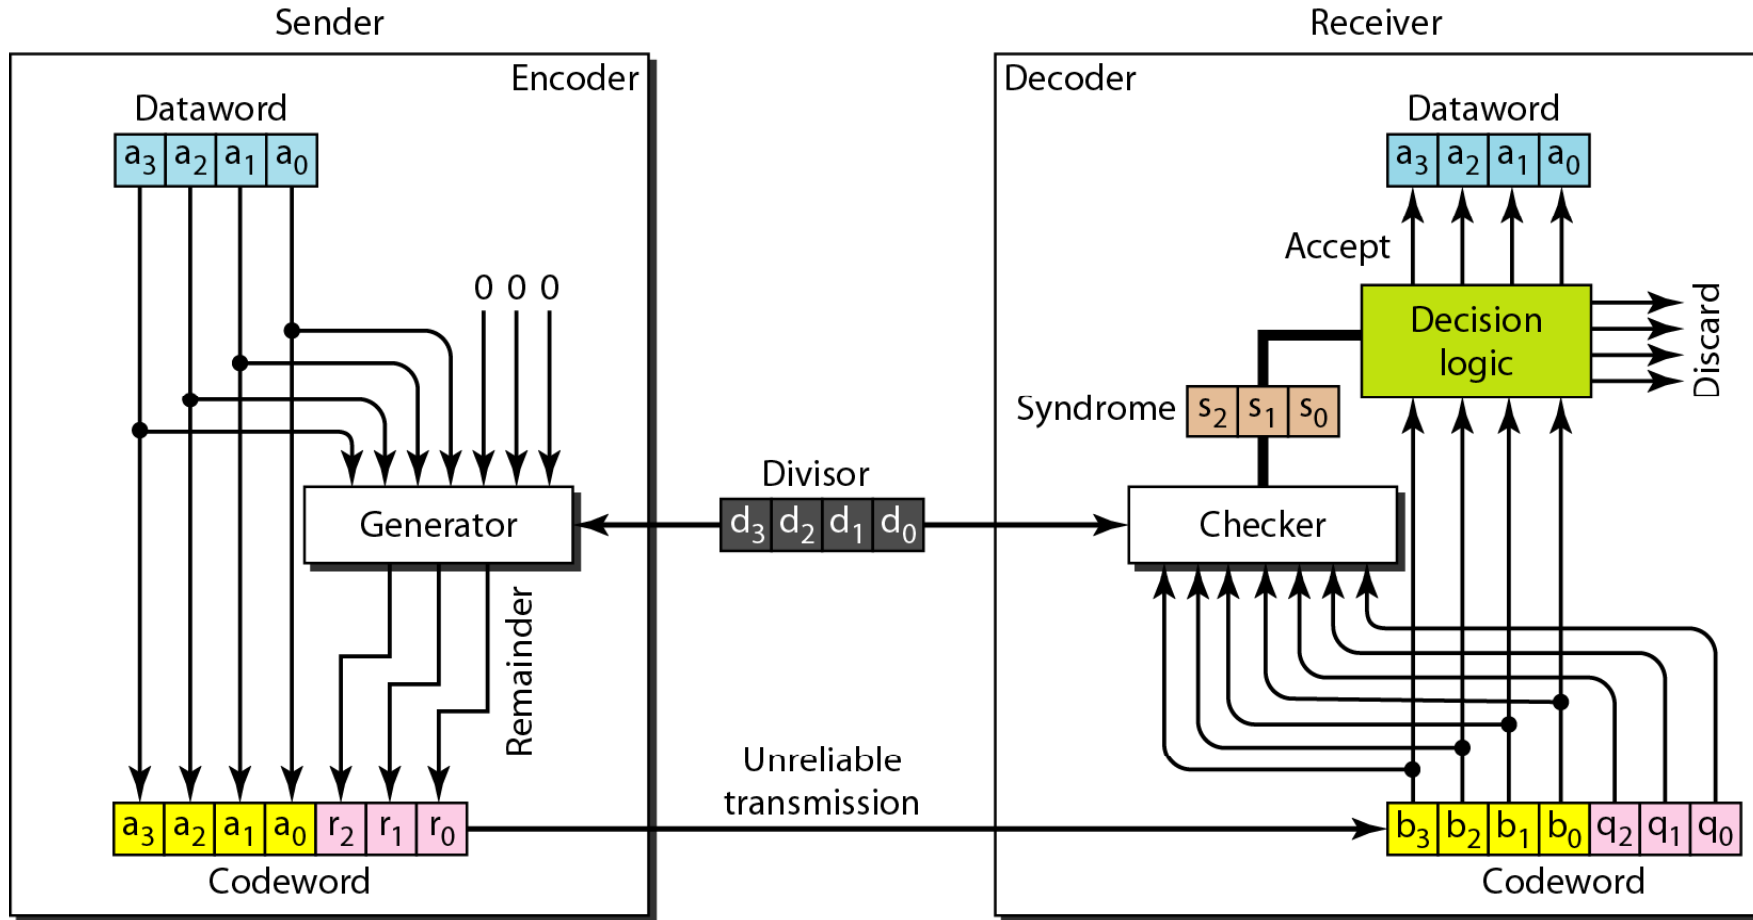 Sender
Receiver
Encoder
Decoder
Dataword
a3 a2 a1 a0
Dataword
a3 a2 a1 a0
Accept
0 0 0
Decision
logic
Discard
Syndrome
s2 s1 s0
Divisor
d3 d2 d1 d0
Generator
Checker
Remainder
Unreliable
transmission
a3 a2 a1 a0 r2 r1 r0
Codeword
b3 b2 b1 b0 q2 q1 q0
Codeword